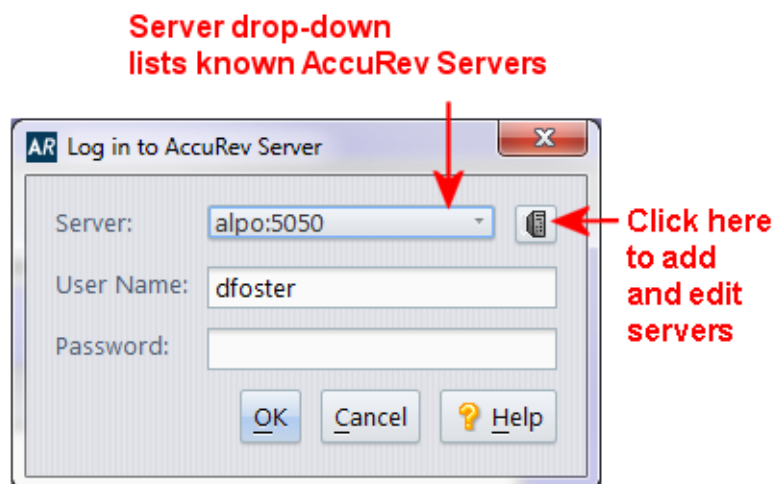 Server drop-down
lists known AccuRev Servers
AR Log in to AccuRev Server
Server: alpo:5050
Click here
to add
and edit
servers
User Name: dfoster
Password:
OK Cancel ? Help